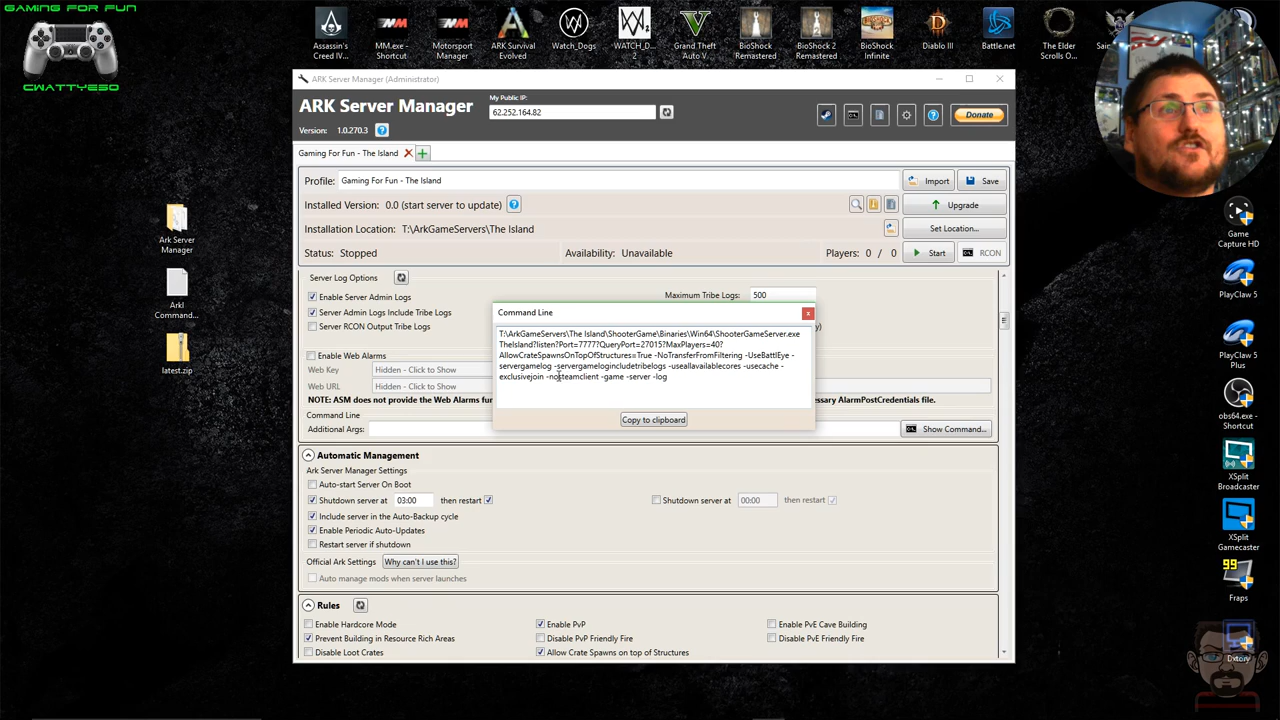 GAMING FOR FUN
CWATTY850
Assassin's
Creed IV...
MM.exe -
Shortcut
Motorsport
Manager
ARK Survival
Evolved
Watch_Dogs
WATCH_D...
2
Grand Theft
Auto V
BioShock
Remastered
BioShock 2
Remastered
BioShock
Infinite
Diablo III
Battle.net
The Elder
Scrolls O...
ARK Server Manager (Administrator)
ARK Server Manager
My Public IP:
62.252.164.82
Donate
Version: 1.0.270.3
Gaming For Fun - The Island
Profile: Gaming For Fun - The Island
Import
Save
Installed Version: 0.0 (start server to update)
Upgrade
Installation Location: T:\ArkGameServers\The Island
Set Location...
Status: Stopped
Availability: Unavailable
Players: 0 / 0
Start
RCON
Server Log Options
Enable Server Admin Logs
Maximum Tribe Logs: 500
Server Admin Logs Include Tribe Logs
Server RCON Output Tribe Logs
Enable Web Alarms
Web Key Hidden - Click to Show
Web URL Hidden - Click to Show
NOTE: ASM does not provide the Web Alarms
AlarmPostCredentials file.
Command Line
Additional Args:
Show Command...
Command Line
T:\ArkGameServers\The Island\ShooterGame\Binaries\Win64\ShooterGameServer.exe
TheIsland?listen?Port=7777?QueryPort=27015?MaxPlayers=40?
AllowCrateSpawnsOnTopOfStructures=True -NoTransferFromFiltering -UseBattlEye -
servergamelog -servergamelogincludetribelogs -useallavailablecores -usecache -
exclusivejoin -nosteamclient -game -server -log
Copy to clipboard
Automatic Management
Ark Server Manager Settings
Auto-start Server On Boot
Shutdown server at 03:00 then restart
Shutdown server at 00:00 then restart
Include server in the Auto-Backup cycle
Enable Periodic Auto-Updates
Restart server if shutdown
Official Ark Settings Why can't I use this?
Auto manage mods when server launches
Rules
Enable Hardcore Mode
Enable PvP
Enable PvE Cave Building
Prevent Building in Resource Rich Areas
Disable PvP Friendly Fire
Disable PvE Friendly Fire
Disable Loot Crates
Allow Crate Spawns on top of Structures
Ark Server
Manager
ArkI
Command...
latest.zip
Game
Capture HD
PlayClaw 5
PlayClaw 5
obs64.exe -
Shortcut
XSplit
Broadcaster
XSplit
Gamecaster
99
Fraps
Dxtory